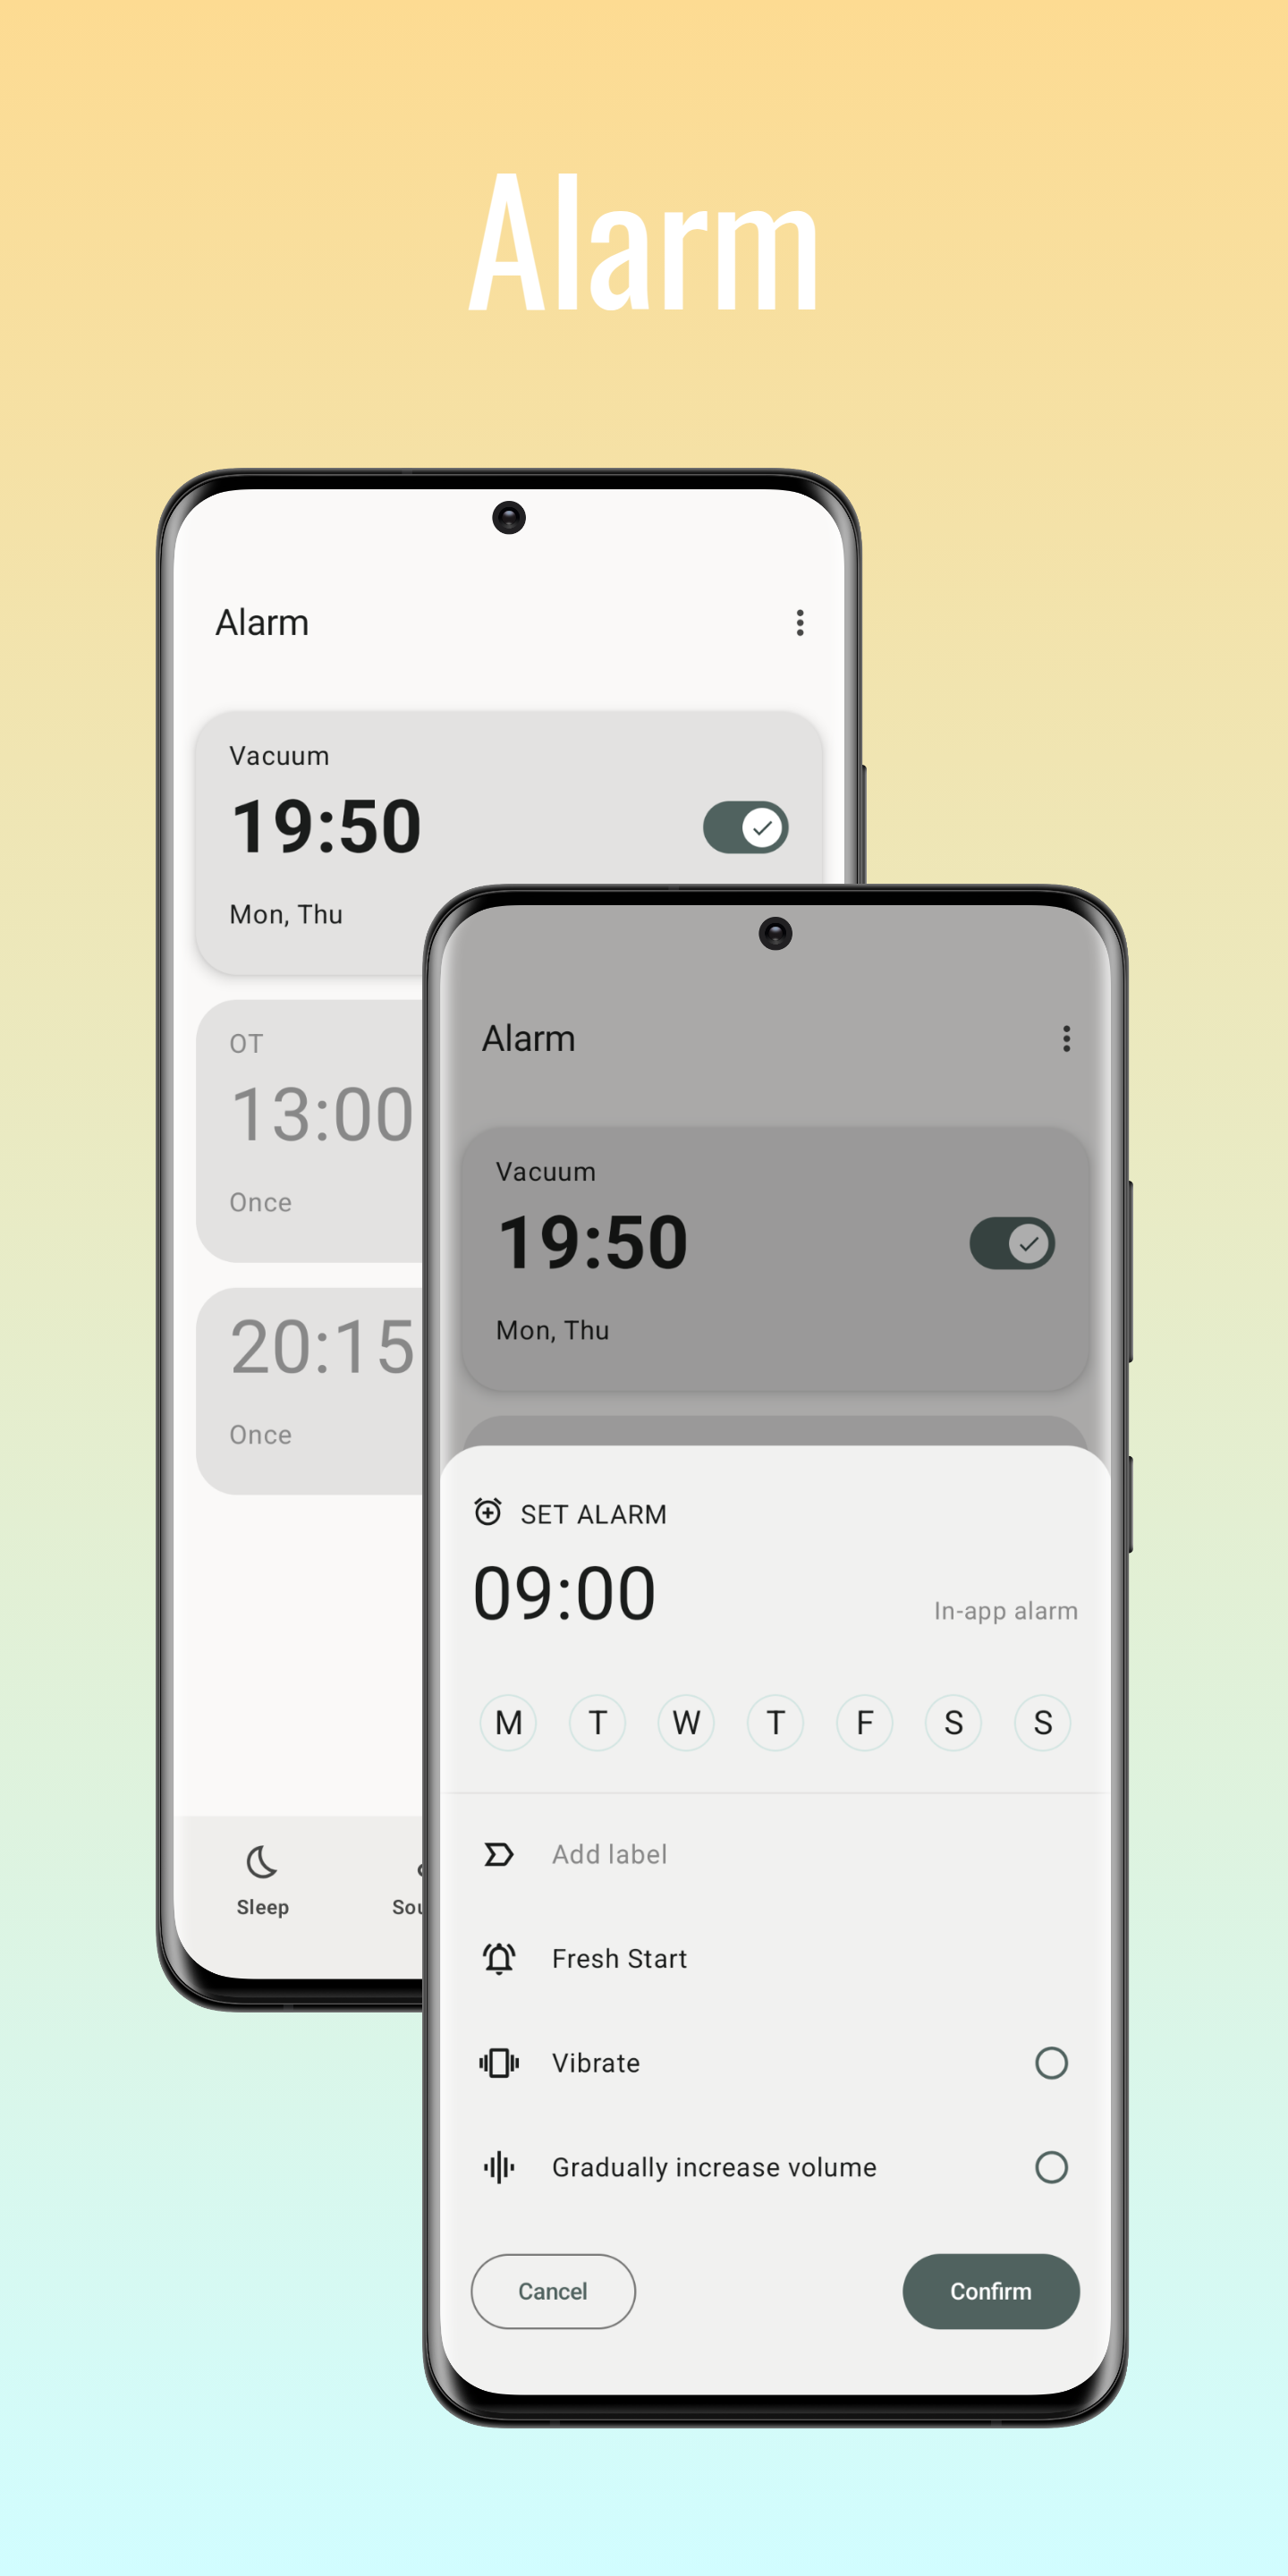 Alarm
Alarm
Vacuum
19:50
Mon, Thu
OT
13:00
Once
20:15
Once
Sleep
Alarm
Vacuum
19:50
Mon, Thu
SET ALARM
09:00
In-app alarm
M T W T F S S
Add label
Fresh Start
Vibrate
Gradually increase volume
Cancel Confirm